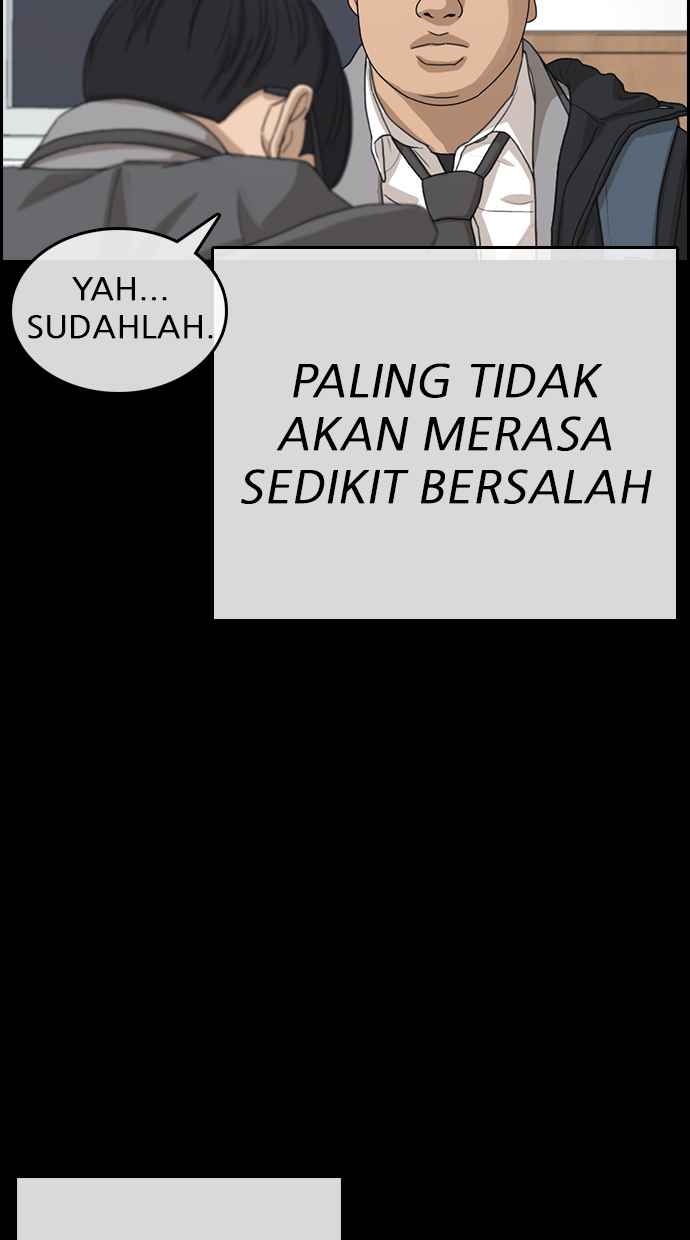 YAH...
SUDAHLAH.
PALING TIDAK
AKAN MERASA
SEDIKIT BERSALAH